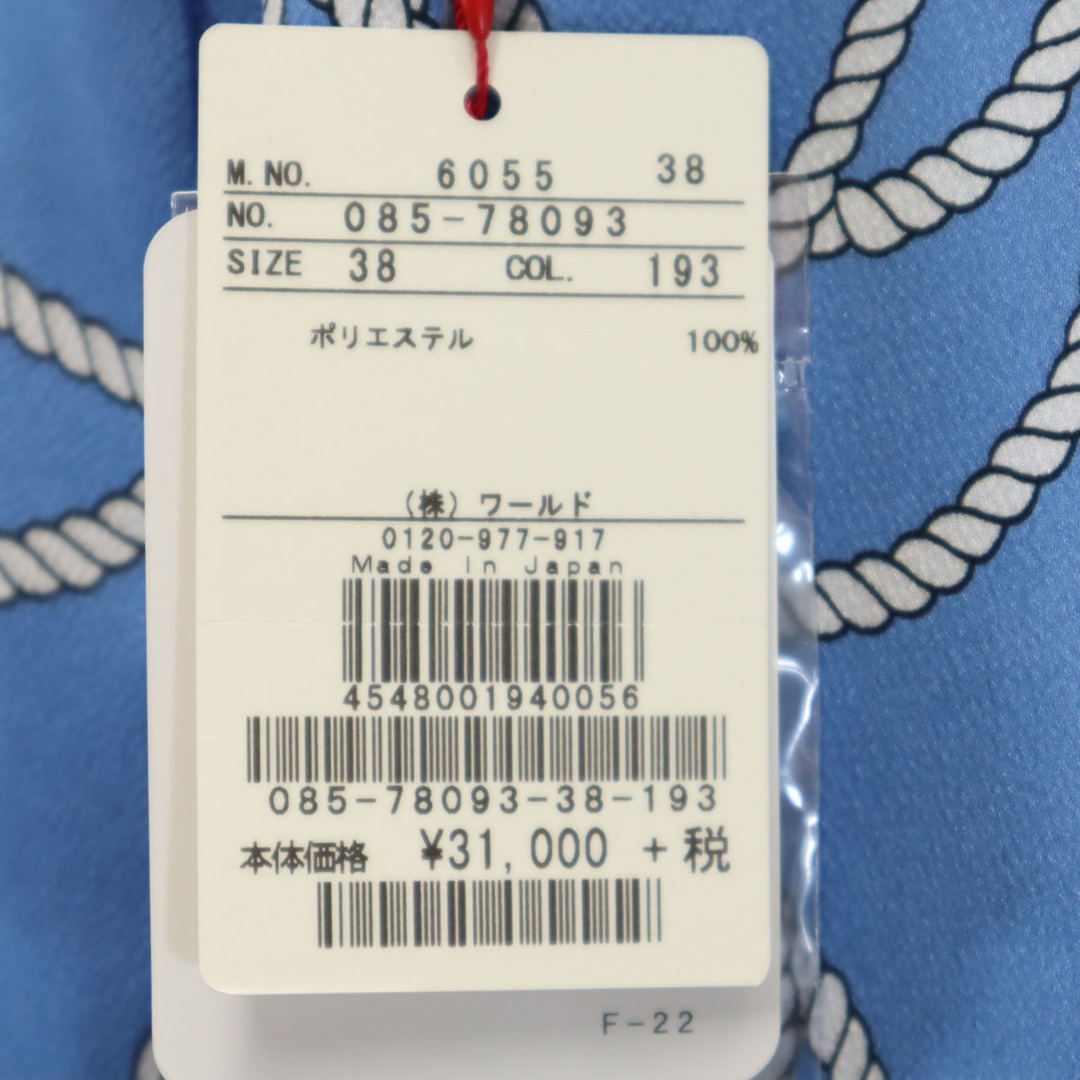 M. NO. 6055 38
NO. 085-78093
SIZE 38 COL. 193
ポリエステル 100%
(株) ワールド
0120-977-917
Made In Japan
4548001940056
085-78093-38-193
本体価格 ¥31,000 + 税
F-22